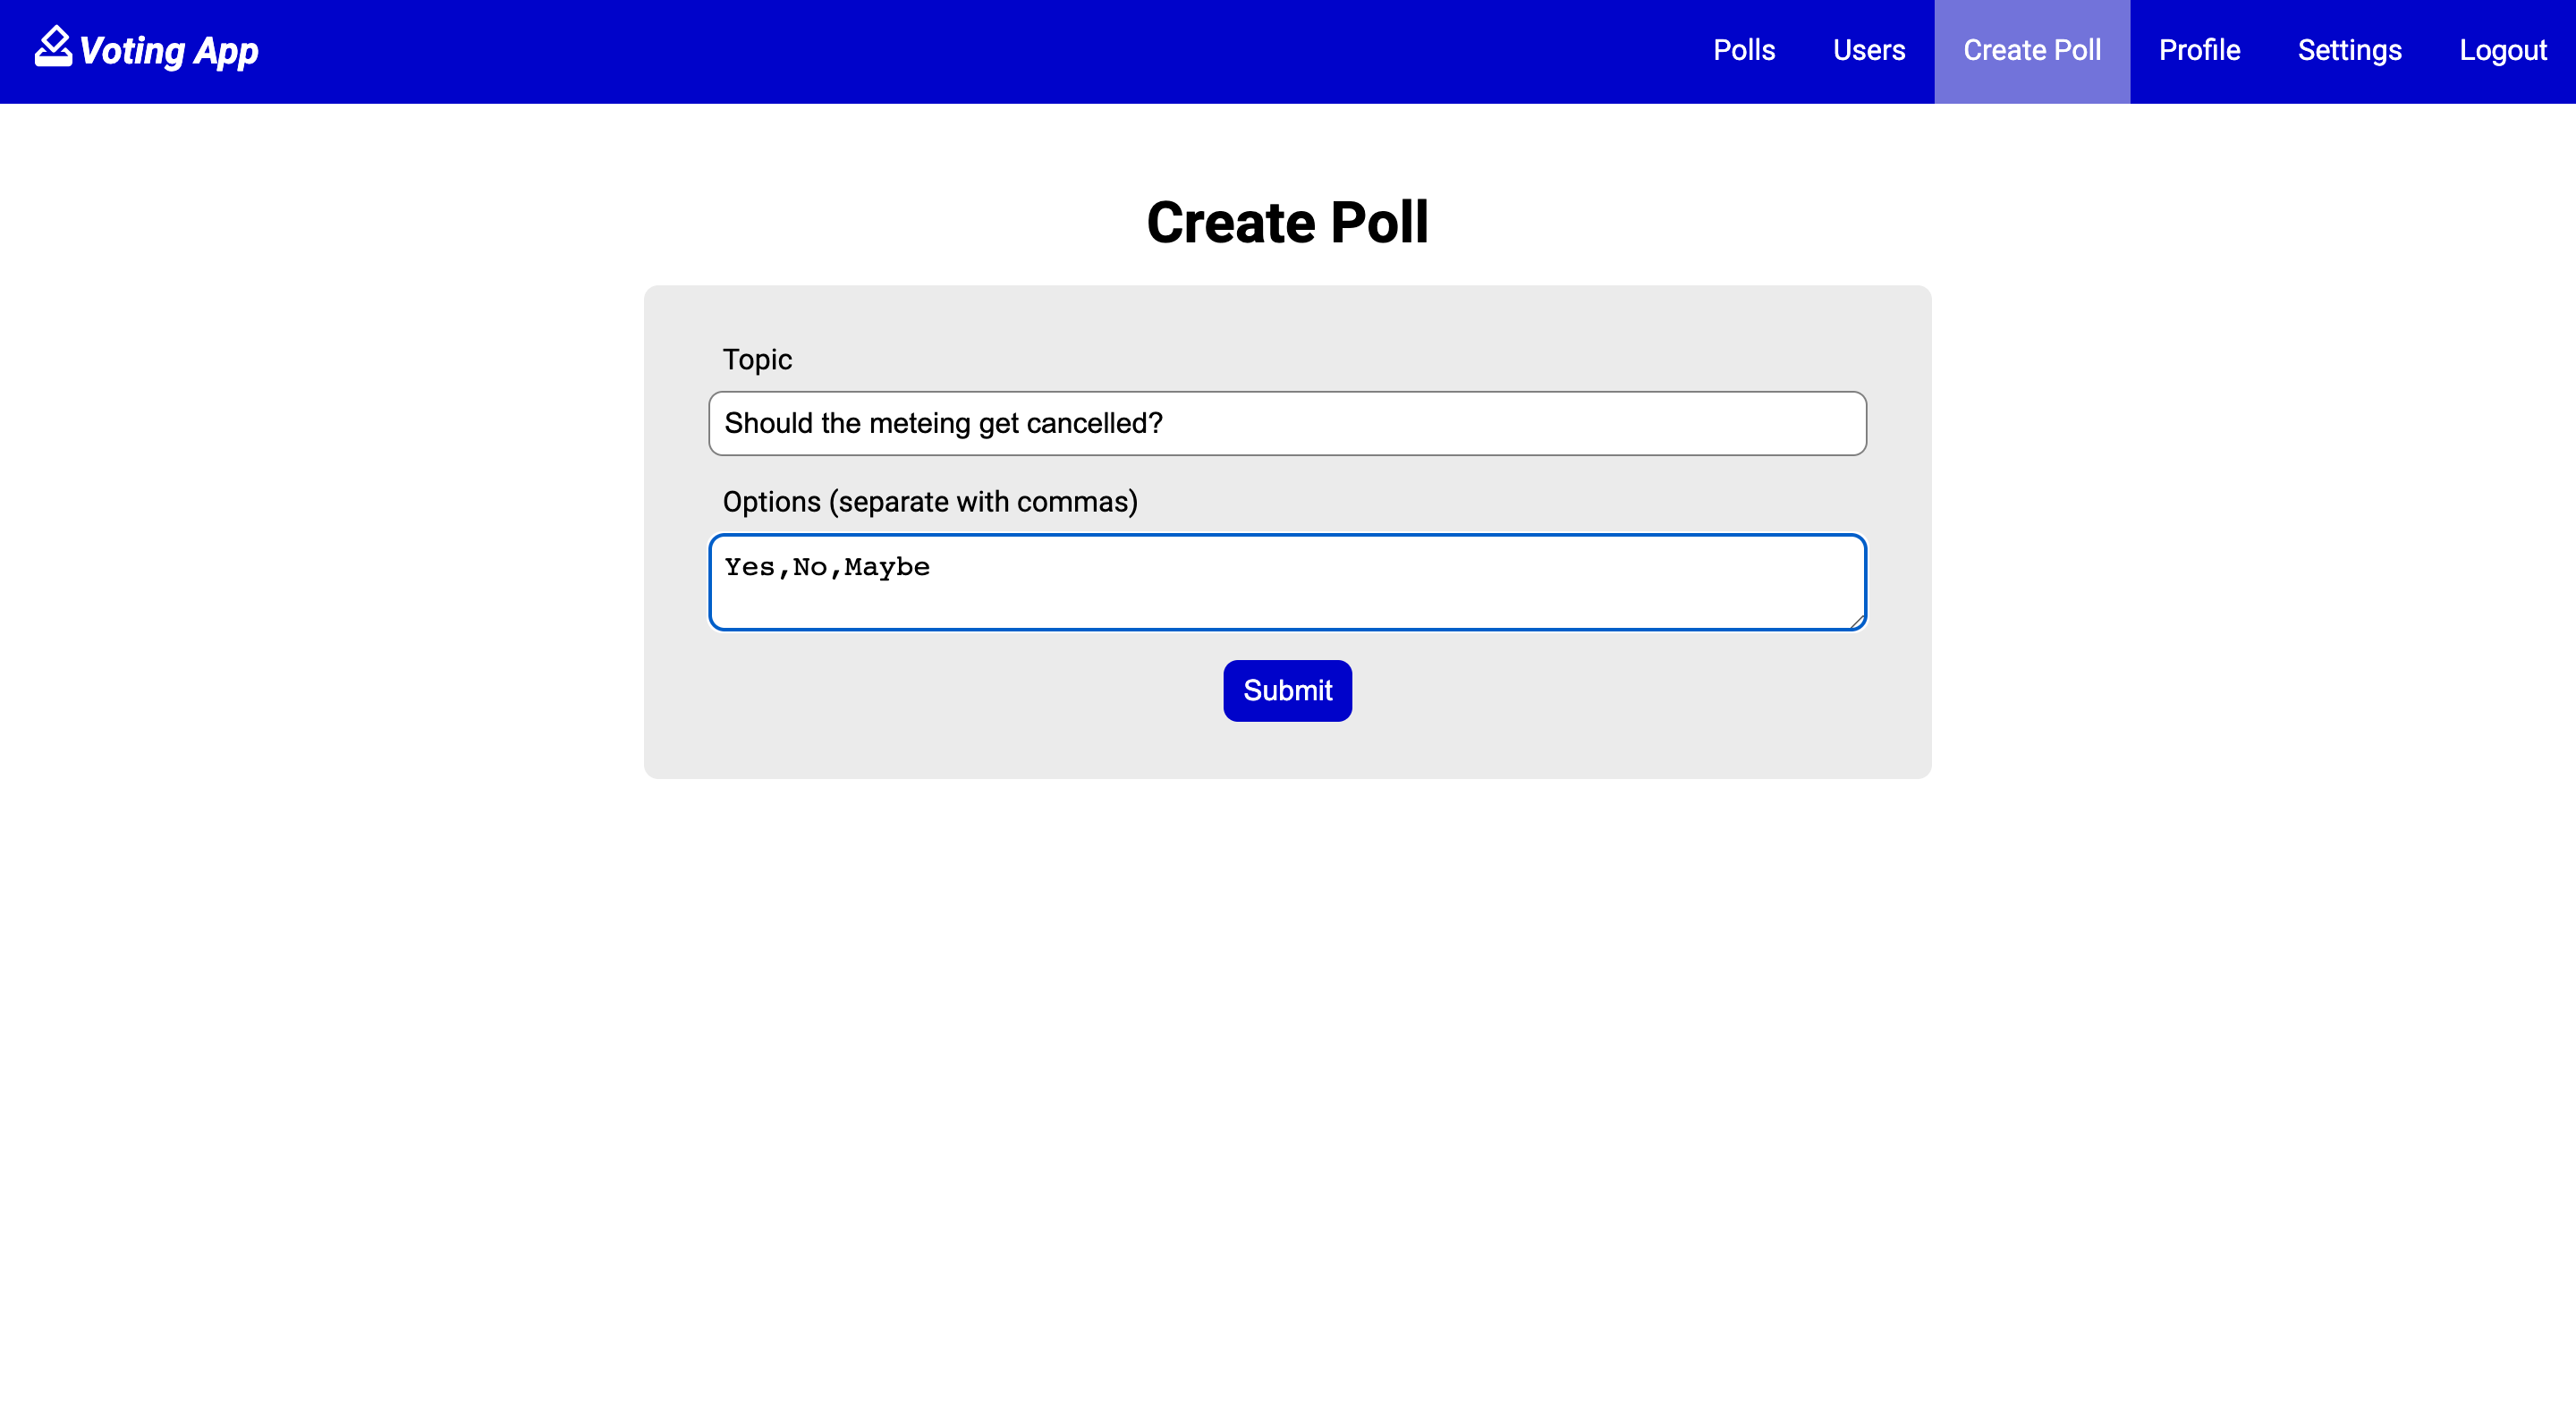 Voting App
Polls Users Create Poll Profile Settings Logout
Create Poll
Topic
Should the meteing get cancelled?
Options (separate with commas)
Yes,No,Maybe
Submit